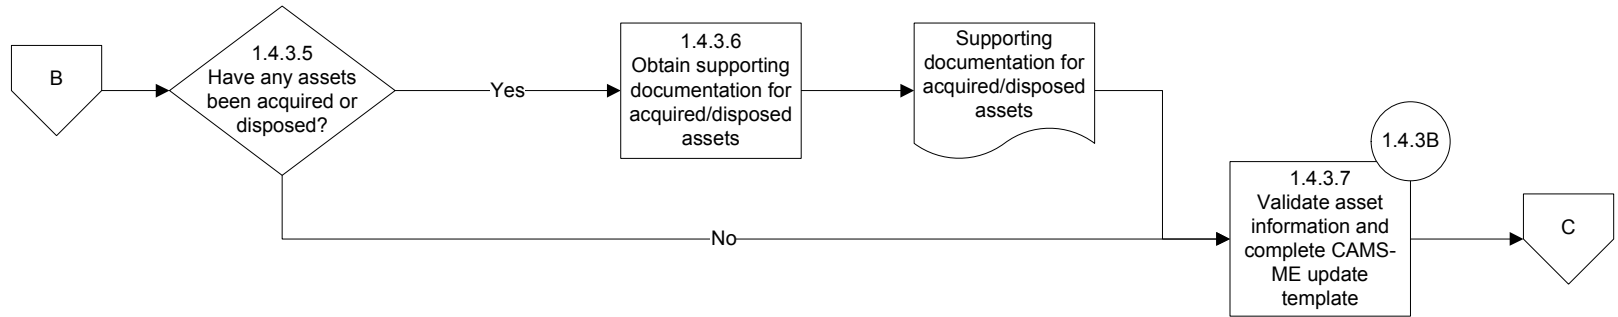 B
1.4.3.5
Have any assets
been acquired or
disposed?
Yes
1.4.3.6
Obtain supporting
documentation for
acquired/disposed
assets
Supporting
documentation for
acquired/disposed
assets
No
1.4.3B
1.4.3.7
Validate asset
information and
complete CAMS-
ME update
template
C